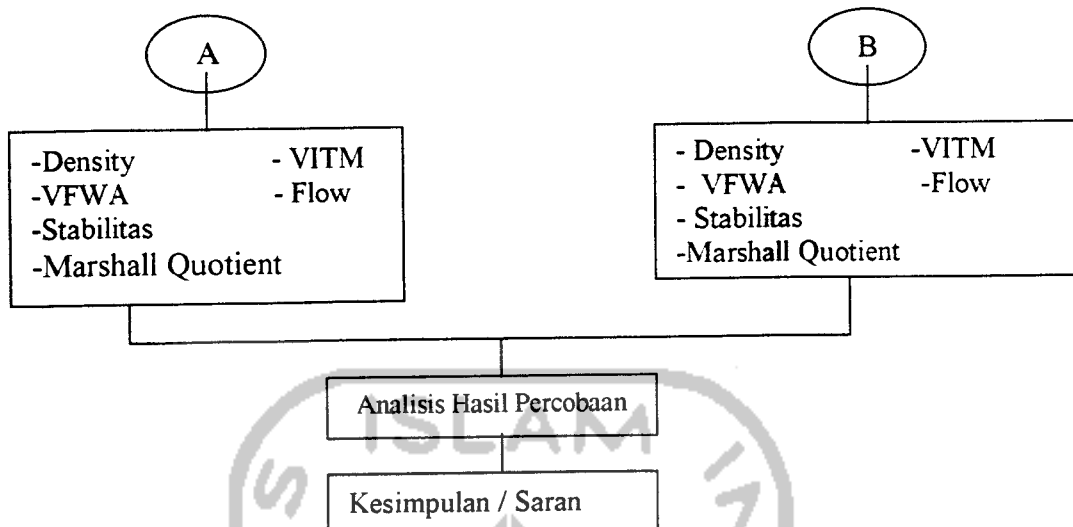 A
-Density - VITM
-VFWA - Flow
-Stabilitas
-Marshall Quotient
B
- Density -VITM
- VFWA -Flow
- Stabilitas
-Marshall Quotient
Analisis Hasil Percobaan
Kesimpulan / Saran
ISLAM